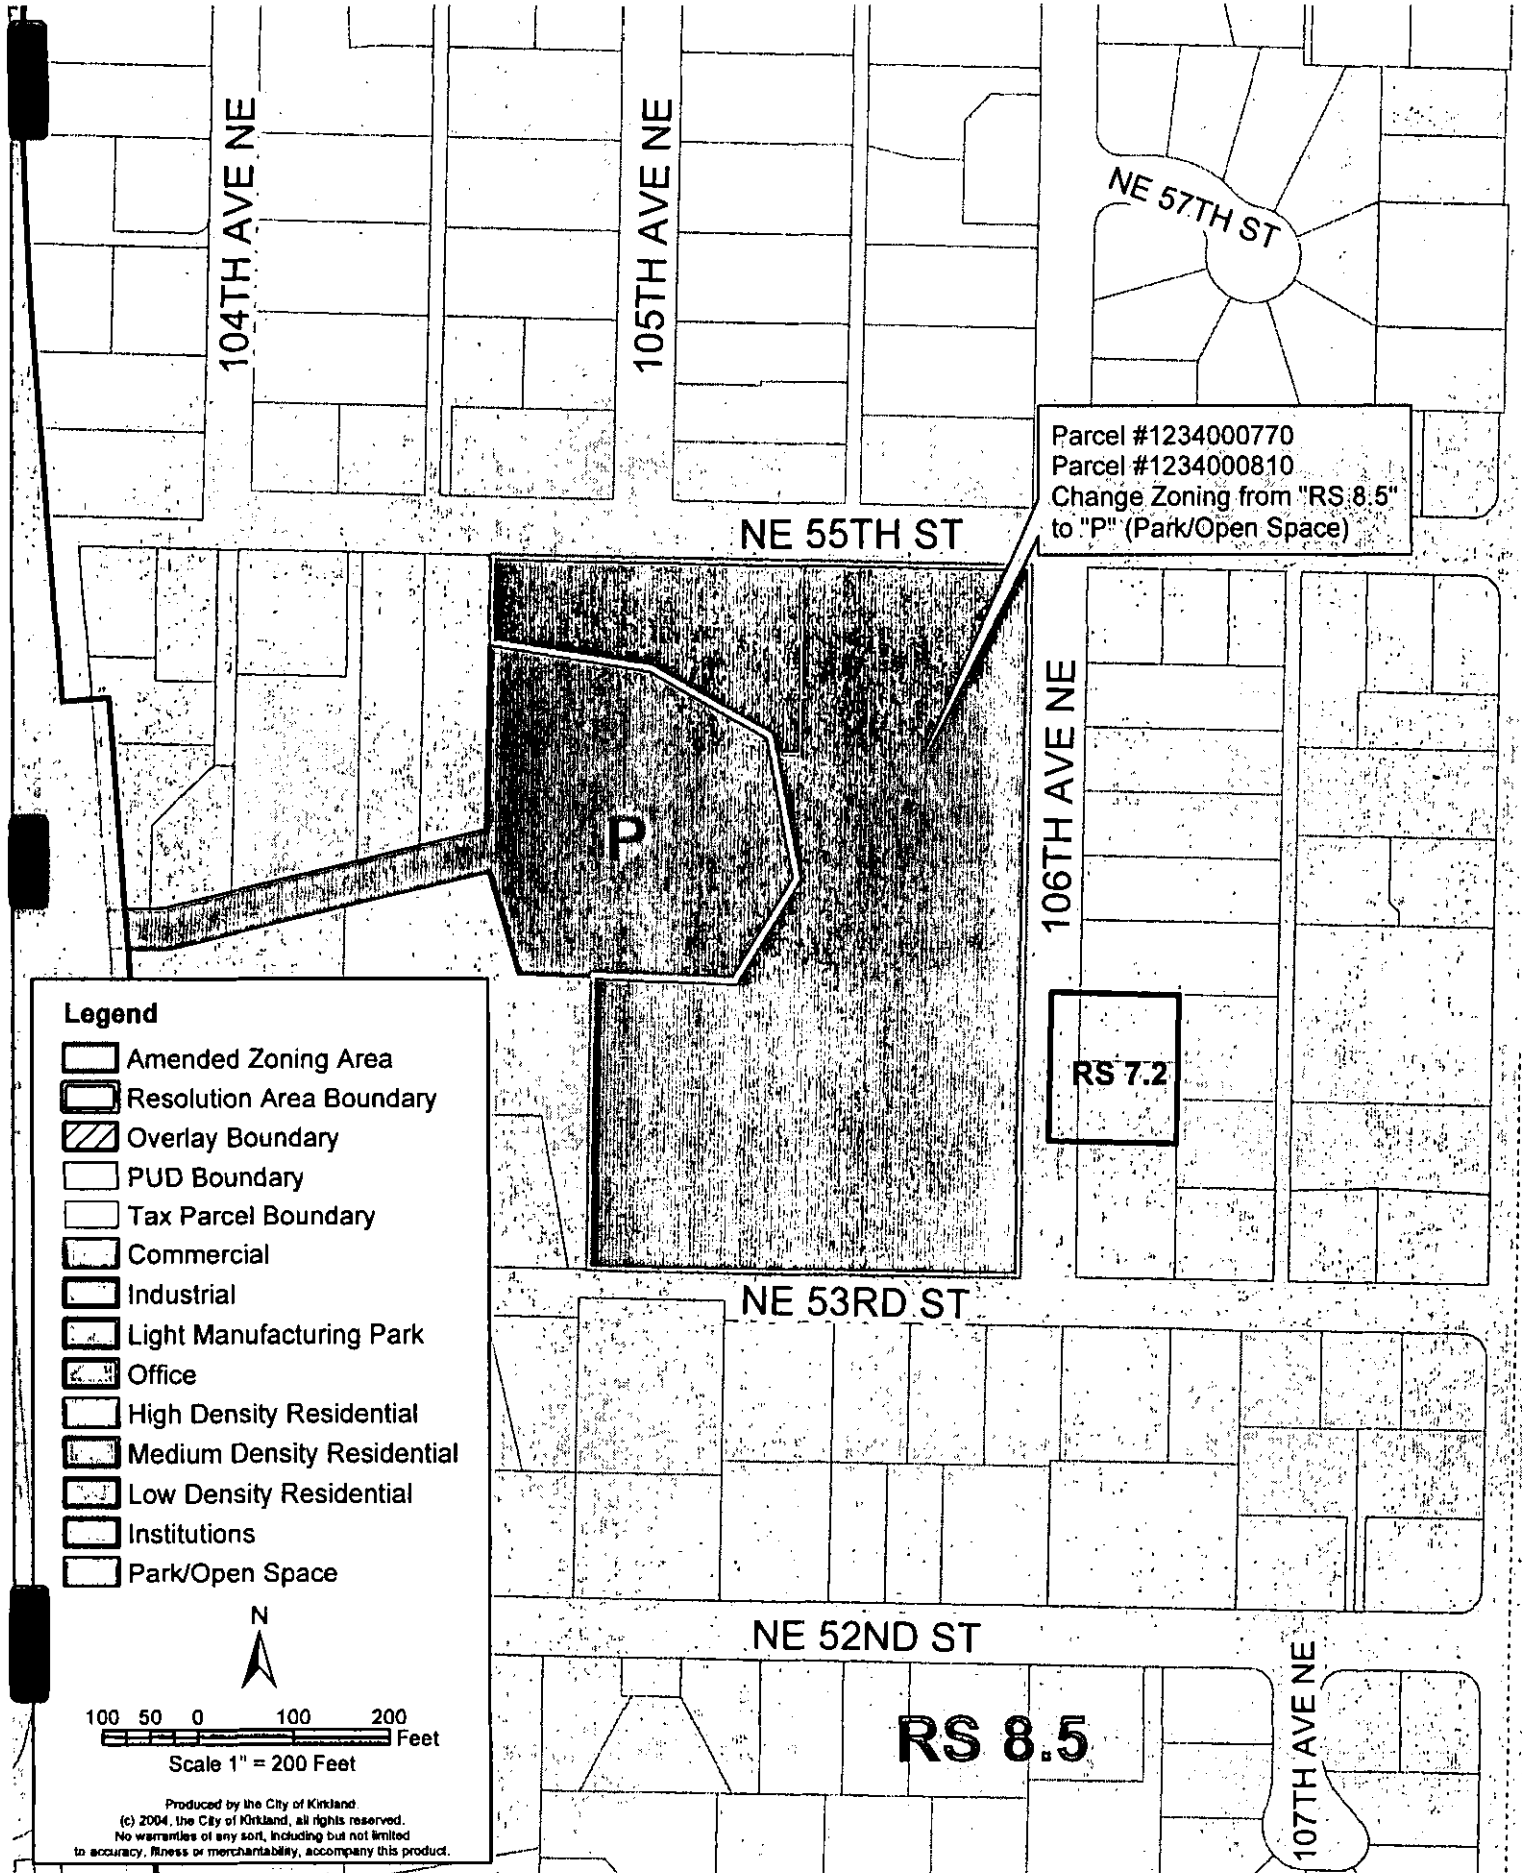 104TH AVE NE
105TH AVE NE
NE 57TH ST
Parcel #1234000770
Parcel #1234000810
Change Zoning from "RS 8.5"
to "P" (Park/Open Space)
NE 55TH ST
106TH AVE NE
P
RS 7.2
Legend
Amended Zoning Area
Resolution Area Boundary
Overlay Boundary
PUD Boundary
Tax Parcel Boundary
Commercial
Industrial
Light Manufacturing Park
Office
High Density Residential
Medium Density Residential
Low Density Residential
Institutions
Park/Open Space
NE 53RD ST
N
NE 52ND ST
100 50 0 100 200
Feet
Scale 1" = 200 Feet
RS 8.5
107TH AVE NE
Produced by the City of Kirkland.
(c) 2004, the City of Kirkland, all rights reserved.
No warranties of any sort, including but not limited
to accuracy, fitness or merchantability, accompany this product.